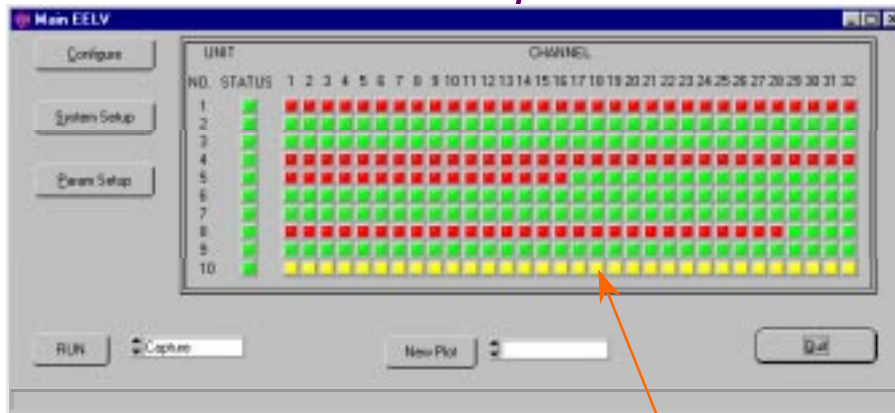 Main EELV
Configure
UNIT CHANNEL
NO. STATUS 1 2 3 4 5 6 7 8 9 10 11 12 13 14 15 16 17 18 19 20 21 22 23 24 25 26 27 28 29 30 31 32
1
System Setup
2
3
4
Param Setup
5
6
7
8
9
10
RUN Capture New Plot Quit